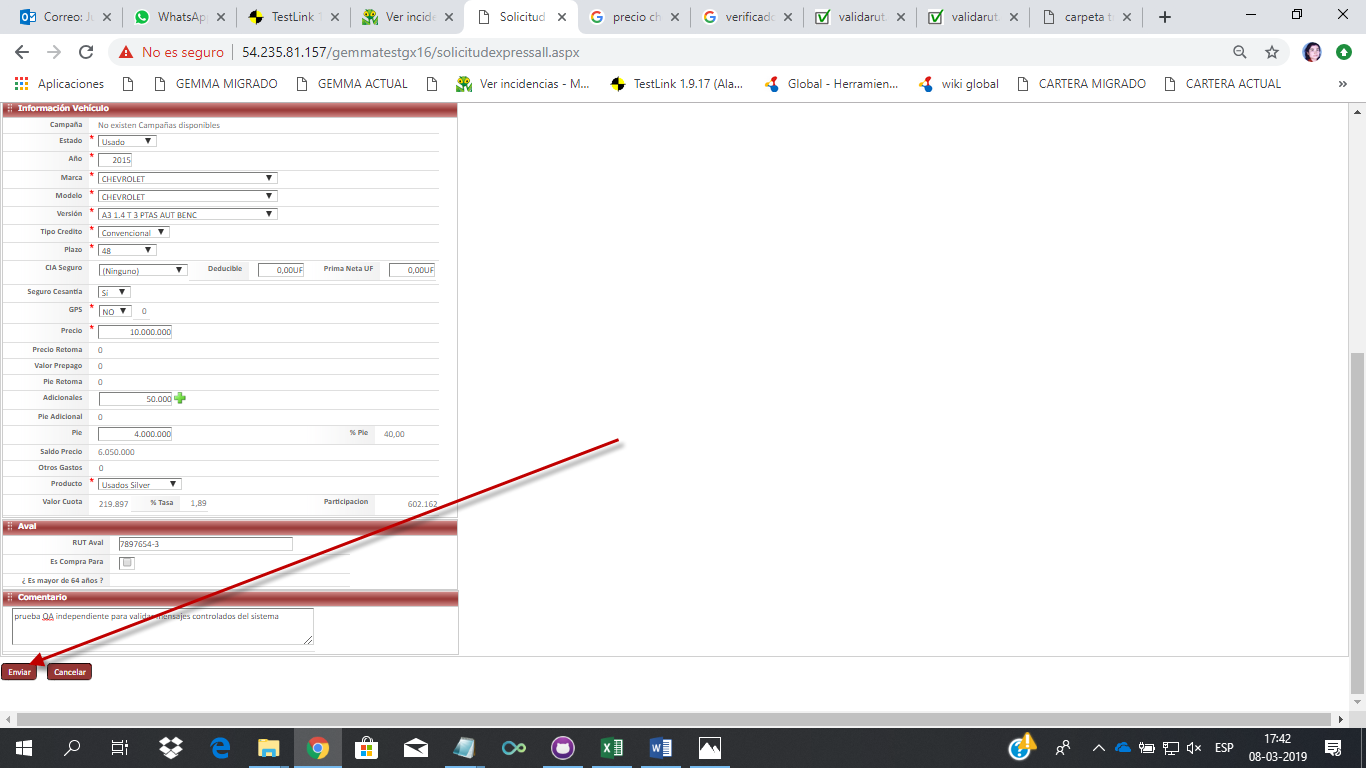 Correo: Ju
WhatsApp
TestLink 1
Ver incide
Solicitud
precio ch
verificado
validarut.
validarut.
carpeta t
No es seguro | 54.235.81.157/gemmatestgx16/solicitudexpressall.aspx
Aplicaciones
GEMMA MIGRADO
GEMMA ACTUAL
Ver incidencias - M...
TestLink 1.9.17 (Ala...
Global - Herramien...
wiki global
CARTERA MIGRADO
CARTERA ACTUAL
»
Información Vehículo
Campaña No existen Campañas disponibles
Estado * Usado
Año * 2015
Marca * CHEVROLET
Modelo * CHEVROLET
Versión * A3 1.4 T 3 PTAS AUT BENC
Tipo Credito * Convencional
Plazo * 48
CIA Seguro (Ninguno) Deducible 0,00UF Prima Neta UF 0,00UF
Seguro Cesantía Sí
GPS * NO 0
Precio * 10.000.000
Precio Retoma 0
Valor Prepago 0
Pie Retoma 0
Adicionales 50.000
Pie Adicional 0
Pie 4.000.000 % Pie 40,00
Saldo Precio 6.050.000
Otros Gastos 0
Producto * Usados Silver
Valor Cuota 219.897 % Tasa 1,89 Participacion 602.162
Aval
RUT Aval 7897654-3
Es Compra Para
¿ Es mayor de 64 años ?
Comentario
prueba QA independiente para validar mensajes controlados del sistema
Enviar Cancelar
ESP
17:42
08-03-2019